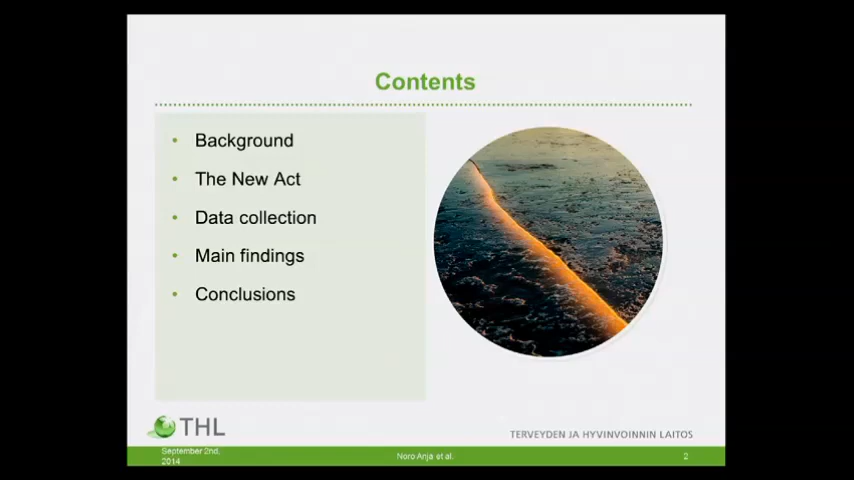 Contents
• Background
• The New Act
• Data collection
• Main findings
• Conclusions
THL
TERVEYDEN JA HYVINVOINNIN LAITOS
September 2nd,
2014
Noro Anja et al.
2